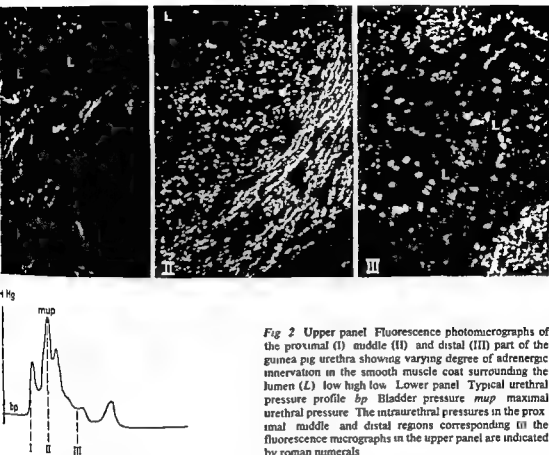 L
L
L
L
L
II
III
Hg
mup
bp
I
II
III
Fig 2 Upper panel Fluorescence photomicrographs of
the proximal (I) middle (II) and distal (III) part of the
guinea pig urethra showing varying degree of adrenergic
innervation in the smooth muscle coat surrounding the
lumen (L) low high low Lower panel Typical urethral
pressure profile bp Bladder pressure mup maximal
urethral pressure The intraurethral pressures in the prox
imal middle and distal regions corresponding to the
fluorescence micrographs in the upper panel are indicated
by roman numerals